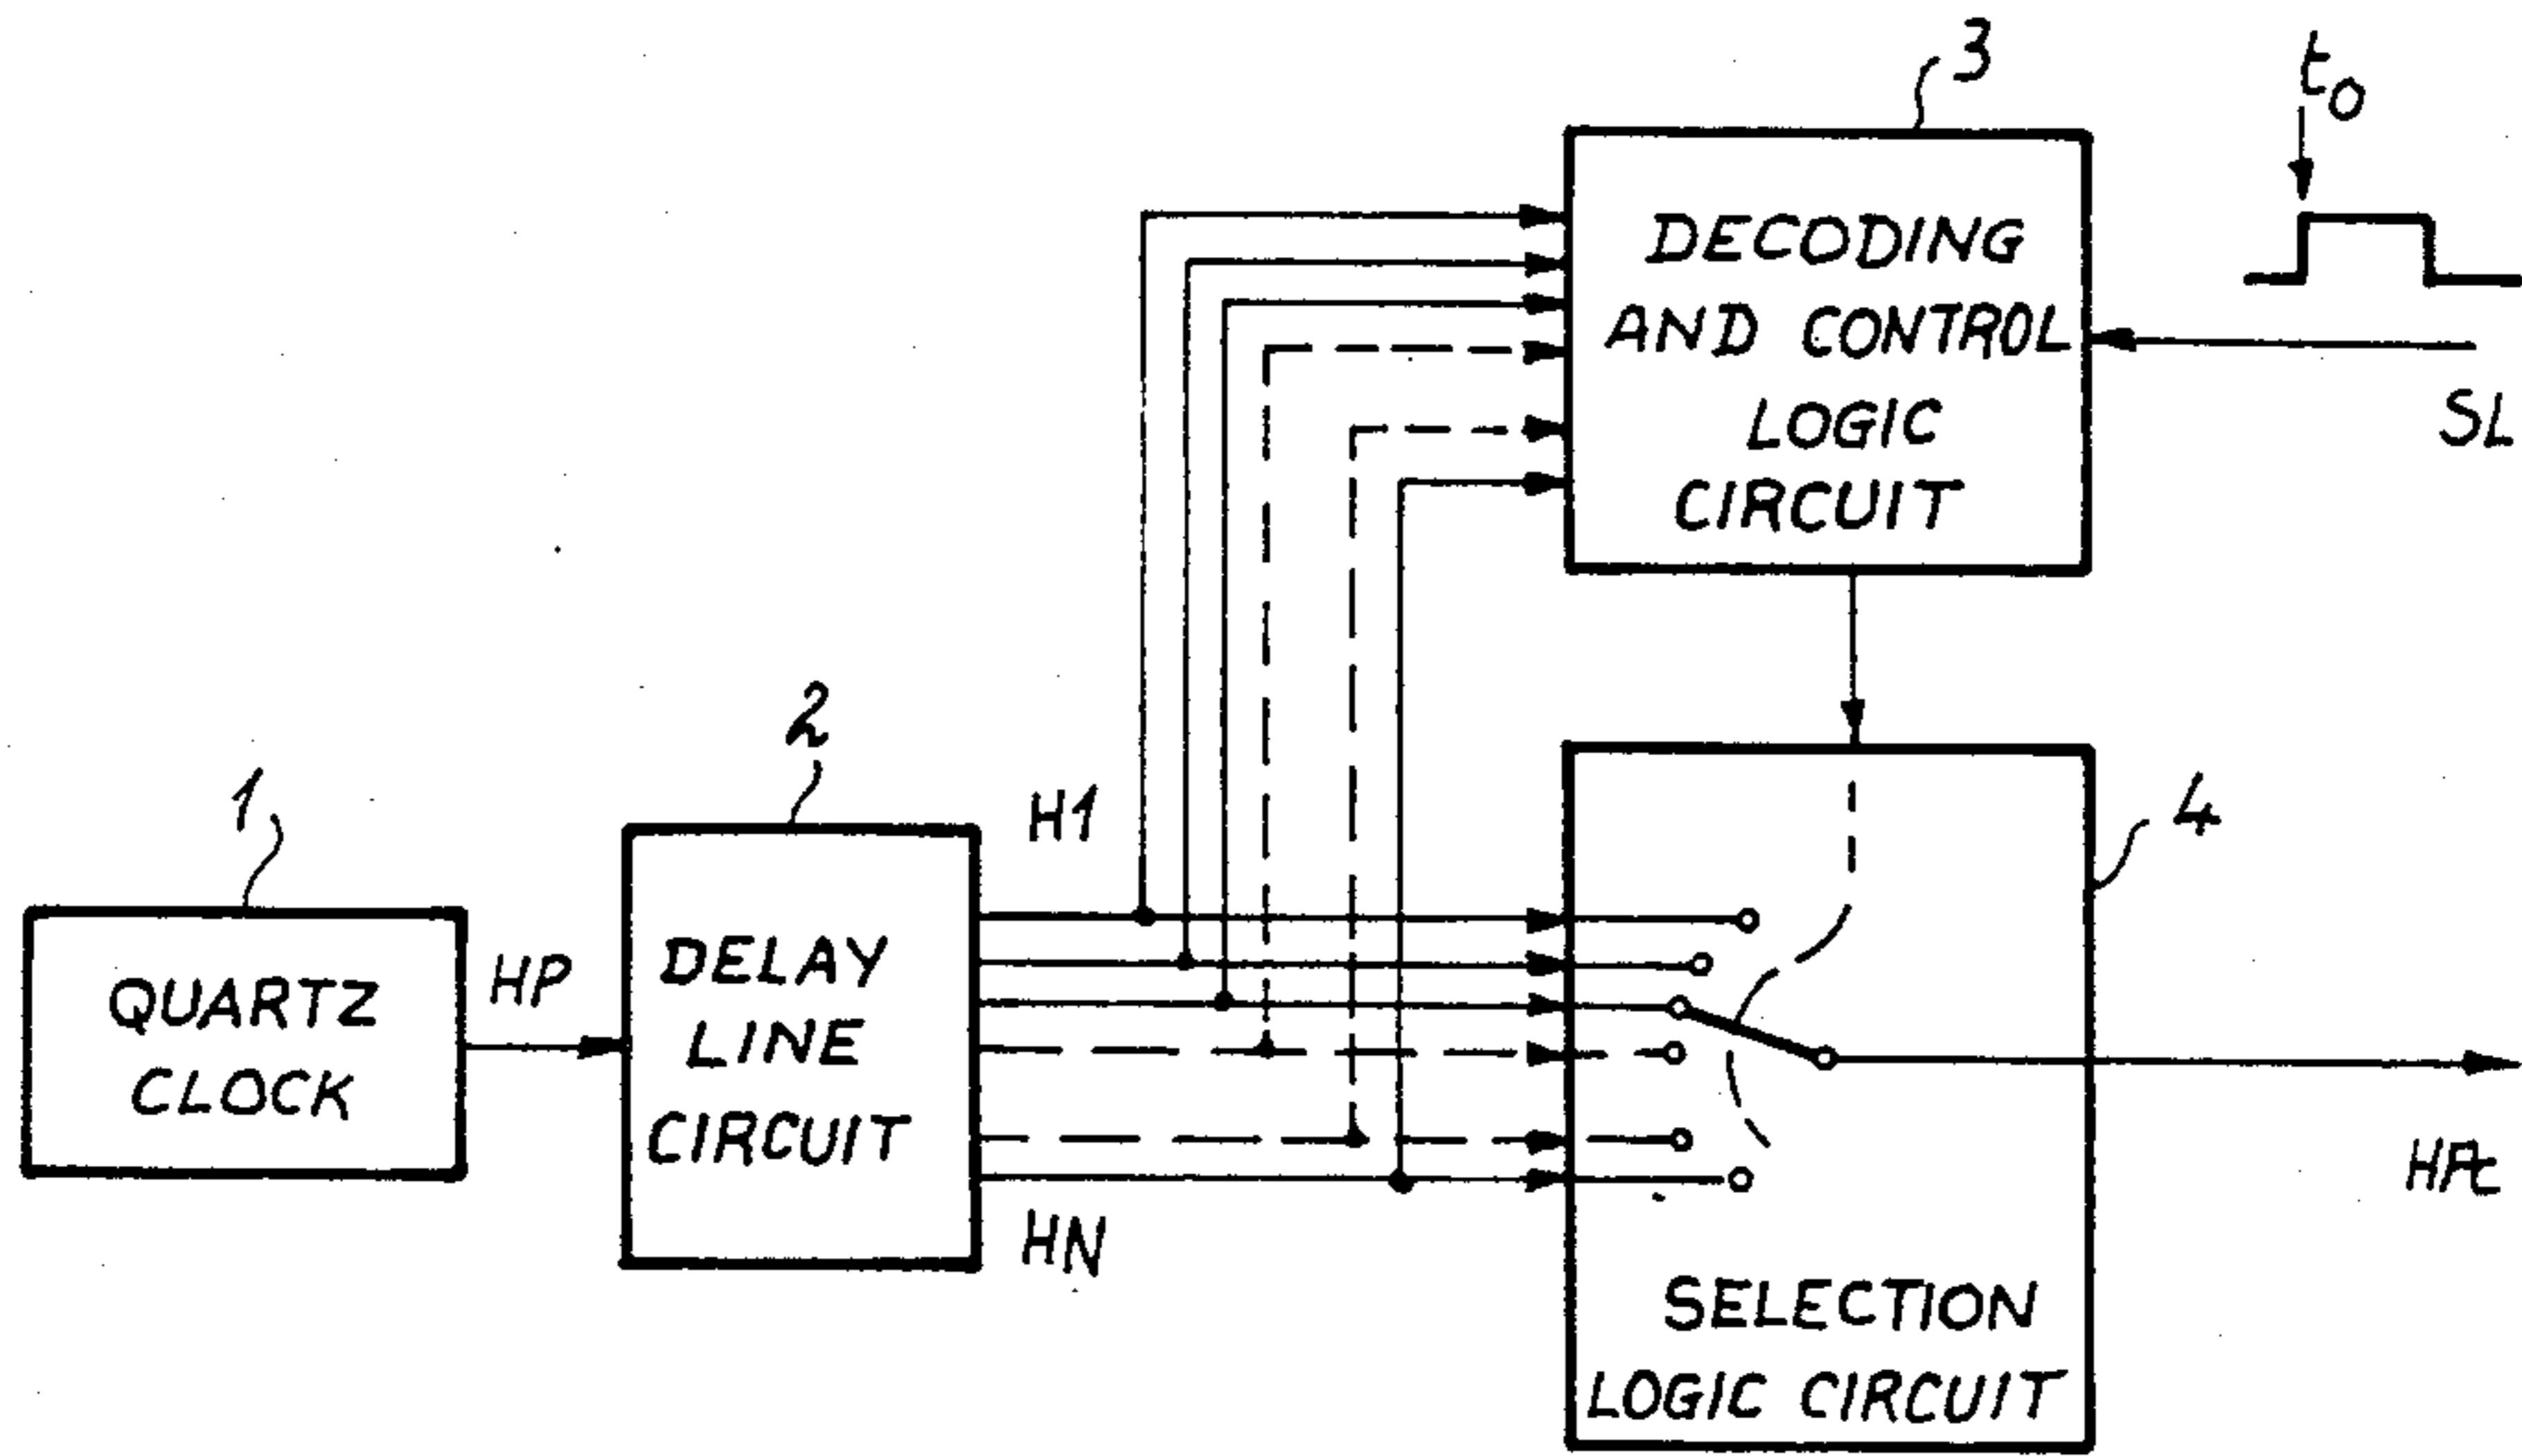 3
t₀
DECODING
AND CONTROL
LOGIC
CIRCUIT
SL
2
1
H1
4
QUARTZ
CLOCK
HP
DELAY
LINE
CIRCUIT
HN
HPc
SELECTION
LOGIC CIRCUIT